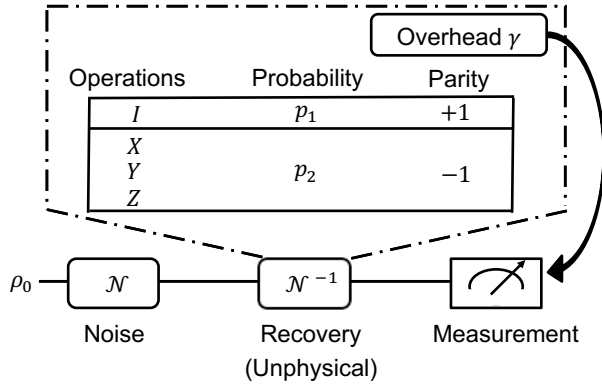 Overhead γ
Operations Probability Parity
I p₁ +1
X
Y p₂ −1
Z
ρ₀ 𝒩 𝒩⁻¹
Noise Recovery Measurement
(Unphysical)